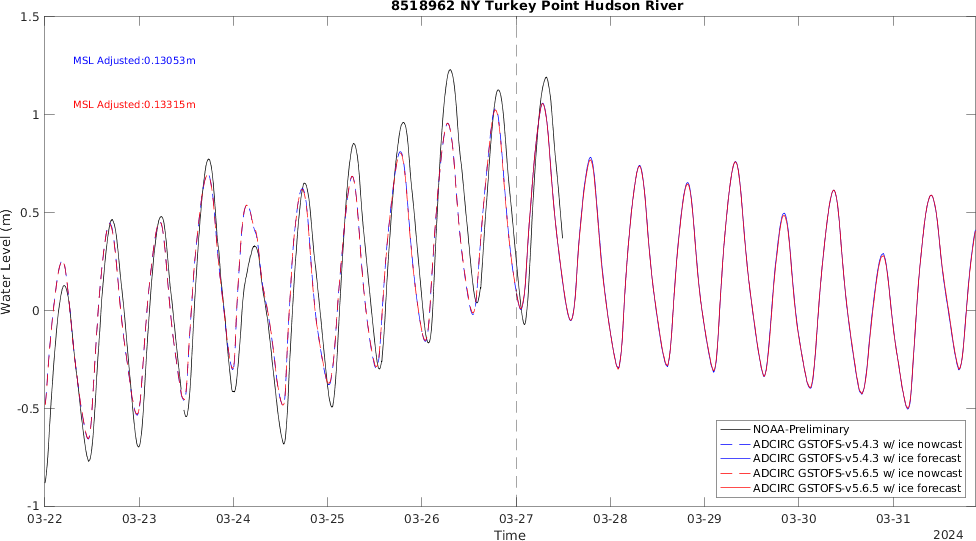 8518962 NY Turkey Point Hudson River
MSL Adjusted:0.13053m
MSL Adjusted:0.13315m
Water Level (m)
1.5
1
0.5
0
-0.5
-1
NOAA-Preliminary
ADCIRC GSTOFS-v5.4.3 w/ ice nowcast
ADCIRC GSTOFS-v5.4.3 w/ ice forecast
ADCIRC GSTOFS-v5.6.5 w/ ice nowcast
ADCIRC GSTOFS-v5.6.5 w/ ice forecast
03-22 03-23 03-24 03-25 03-26 03-27 03-28 03-29 03-30 03-31
Time
2024